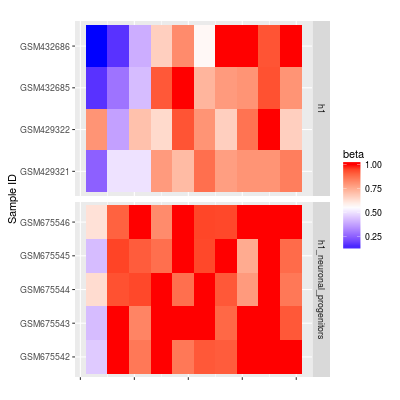 Sample ID
GSM432686
GSM432685
GSM429322
GSM429321
h1
GSM675546
GSM675545
GSM675544
GSM675543
GSM675542
h1_neuronal_progenitors
beta
1.00
0.75
0.50
0.25